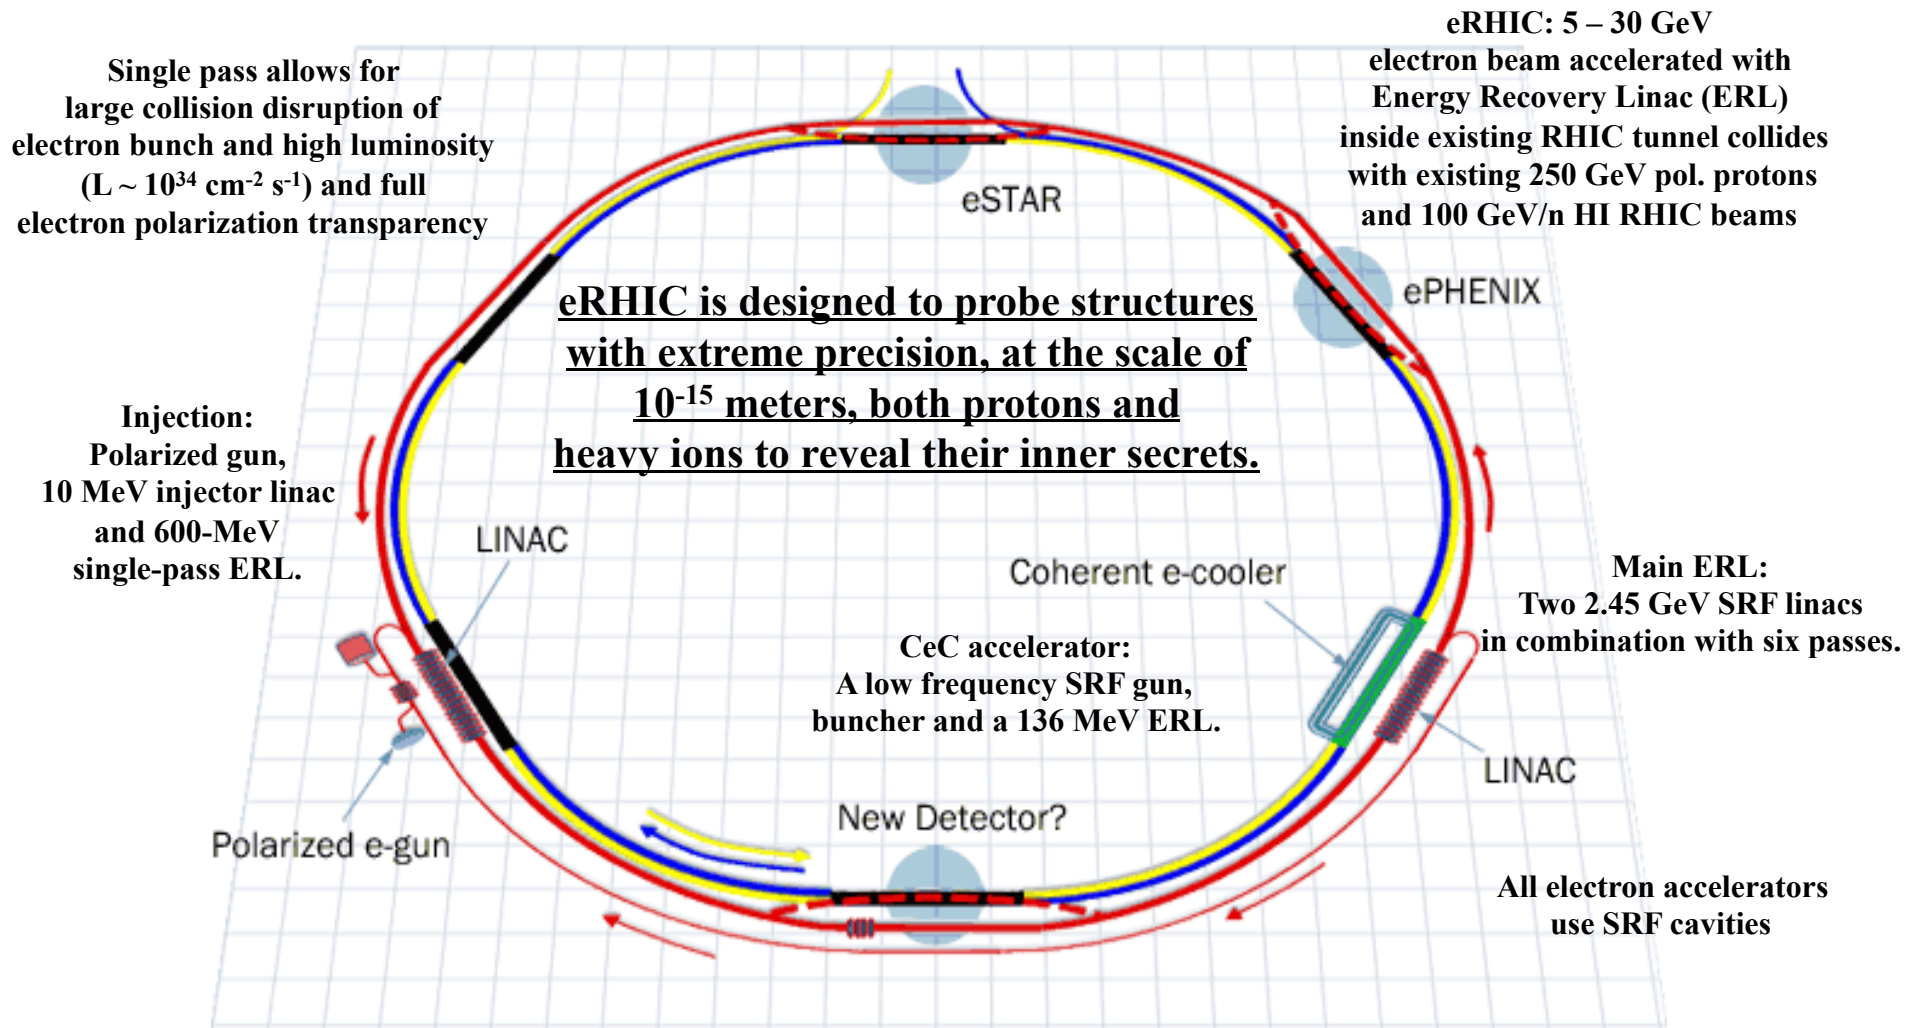 Single pass allows for
large collision disruption of
electron bunch and high luminosity
(L ~ 10³⁴ cm⁻² s⁻¹) and full
electron polarization transparency
eRHIC: 5 – 30 GeV
electron beam accelerated with
Energy Recovery Linac (ERL)
inside existing RHIC tunnel collides
with existing 250 GeV pol. protons
and 100 GeV/n HI RHIC beams
eSTAR
ePHENIX
eRHIC is designed to probe structures
with extreme precision, at the scale of
10⁻¹⁵ meters, both protons and
heavy ions to reveal their inner secrets.
Injection:
Polarized gun,
10 MeV injector linac
and 600-MeV
single-pass ERL.
LINAC
Coherent e-cooler
Main ERL:
Two 2.45 GeV SRF linacs
in combination with six passes.
CeC accelerator:
A low frequency SRF gun,
buncher and a 136 MeV ERL.
LINAC
New Detector?
Polarized e-gun
All electron accelerators
use SRF cavities